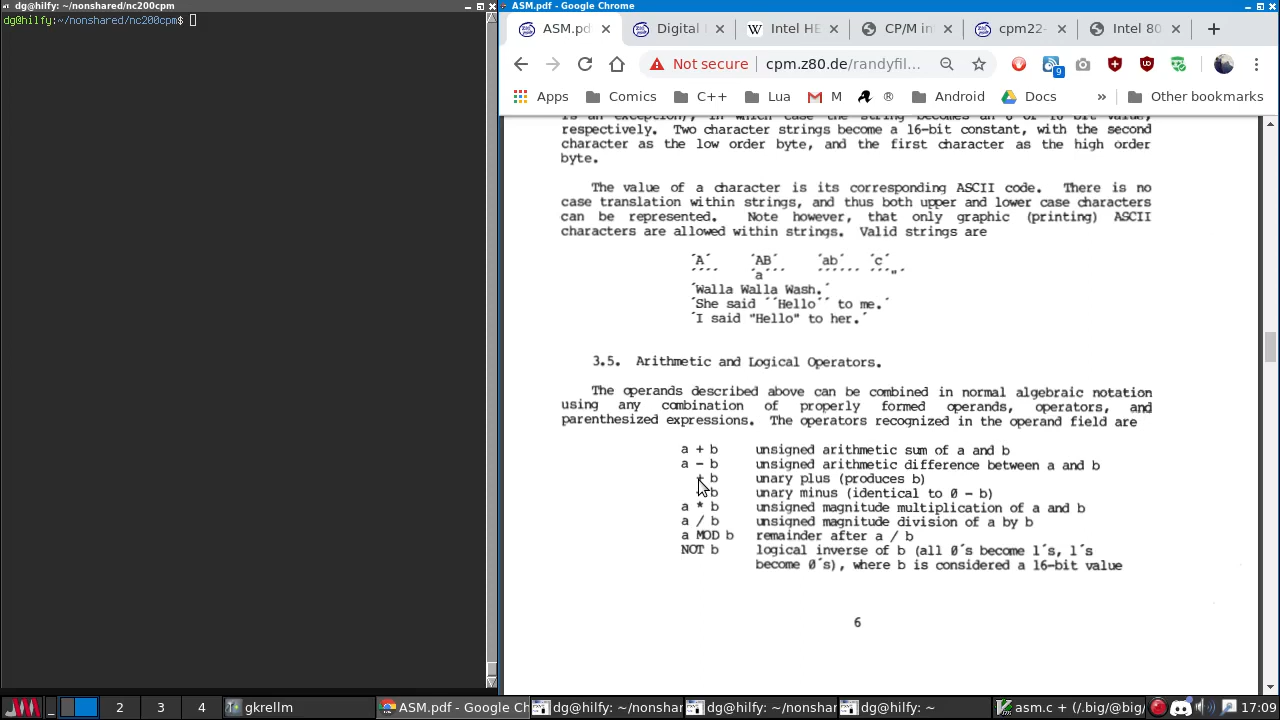 dg@hilfy: ~/nonshared/nc200cpm
dg@hilfy:~/nonshared/nc200cpm$
ASM.pdf - Google Chrome
ASM.pd
Digital
Intel HE
CP/M in
cpm22-
Intel 80
Not secure
cpm.z80.de/randyfil...
9
Apps
Comics
C++
Lua
M
®
Android
Docs
»
Other bookmarks
respectively. Two character strings become a 16-bit constant, with the second
character as the low order byte, and the first character as the high order
byte.
The value of a character is its corresponding ASCII code. There is no
case translation within strings, and thus both upper and lower case characters
can be represented. Note however, that only graphic (printing) ASCII
characters are allowed within strings. Valid strings are
´A´ ´AB´ ´ab´ ´c´
´´´´ ´a´´´ ´´´´´´ ´´´"´
´Walla Walla Wash.´
´She said ´´Hello´´ to me.´
´I said "Hello" to her.´
3.5. Arithmetic and Logical Operators.
The operands described above can be combined in normal algebraic notation
using any combination of properly formed operands, operators, and
parenthesized expressions. The operators recognized in the operand field are
a + b unsigned arithmetic sum of a and b
a - b unsigned arithmetic difference between a and b
+ b unary plus (produces b)
b unary minus (identical to 0 - b)
a * b unsigned magnitude multiplication of a and b
a / b unsigned magnitude division of a by b
a MOD b remainder after a / b
NOT b logical inverse of b (all 0´s become 1´s, 1´s
become 0´s), where b is considered a 16-bit value
6
2
3
4
gkrellm
ASM.pdf - Google Ch
dg@hilfy: ~/nonshar
dg@hilfy: ~/nonshar
dg@hilfy: ~
asm.c + (/.big/@big/
17:09